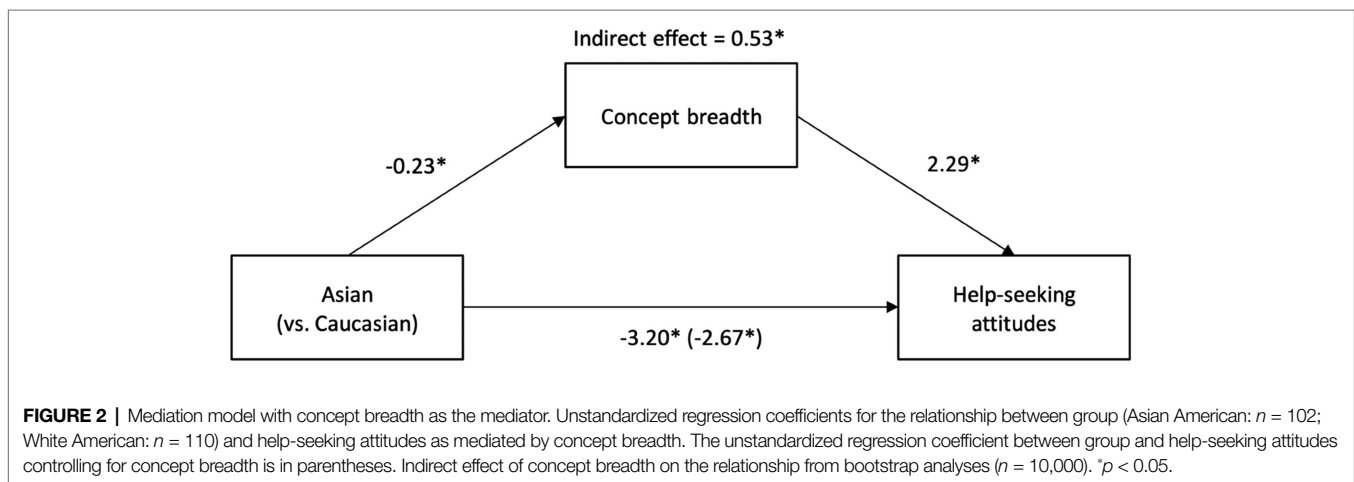 Indirect effect = 0.53*
Concept breadth
-0.23*
2.29*
Asian
(vs. Caucasian)
Help-seeking
attitudes
-3.20* (-2.67*)
FIGURE 2 | Mediation model with concept breadth as the mediator. Unstandardized regression coefficients for the relationship between group (Asian American: n = 102;
White American: n = 110) and help-seeking attitudes as mediated by concept breadth. The unstandardized regression coefficient between group and help-seeking attitudes
controlling for concept breadth is in parentheses. Indirect effect of concept breadth on the relationship from bootstrap analyses (n = 10,000). *p < 0.05.